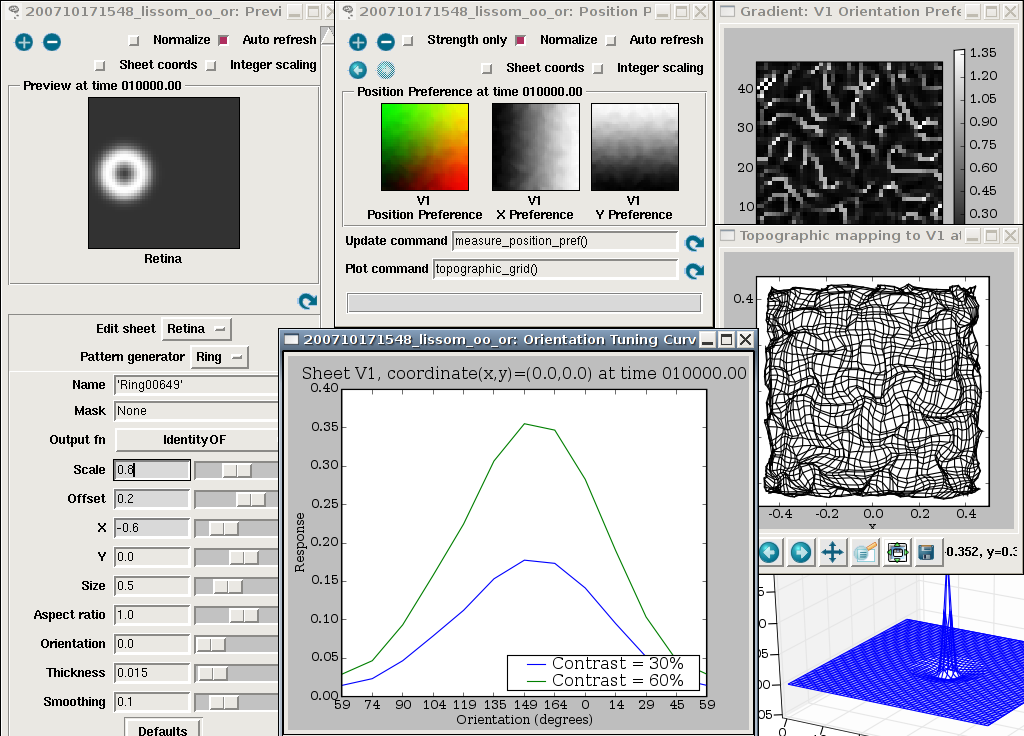 200710171548_lissom_oo_or: Previ
Normalize Auto refresh
Sheet coords Integer scaling
Preview at time 010000.00
Retina
Edit sheet Retina
Pattern generator Ring
Name 'Ring00649'
Mask None
Output fn IdentityOF
Scale 0.8
Offset 0.2
X -0.6
Y 0.0
Size 0.5
Aspect ratio 1.0
Orientation 0.0
Thickness 0.015
Smoothing 0.1
Defaults
200710171548_lissom_oo_or: Position P
Strength only Normalize Auto refresh
Sheet coords Integer scaling
Position Preference at time 010000.00
V1 V1 V1
Position Preference X Preference Y Preference
Update command measure_position_pref()
Plot command topographic_grid()
Gradient: V1 Orientation Prefe
40
30
20
10
1.35
1.20
1.05
0.90
0.75
0.60
0.45
0.30
Topographic mapping to V1 at
0.4
-0.4 -0.2 0.0 0.2 0.4
x
0.352, y=0.3
200710171548_lissom_oo_or: Orientation Tuning Curv
Sheet V1, coordinate(x,y)=(0.0,0.0) at time 010000.00
0.40
0.35
0.30
0.25
0.20
0.15
0.10
0.05
0.00
Response
Contrast = 30%
Contrast = 60%
59 74 90 104 119 134 149 164 0 14 29 45 59
Orientation (degrees)